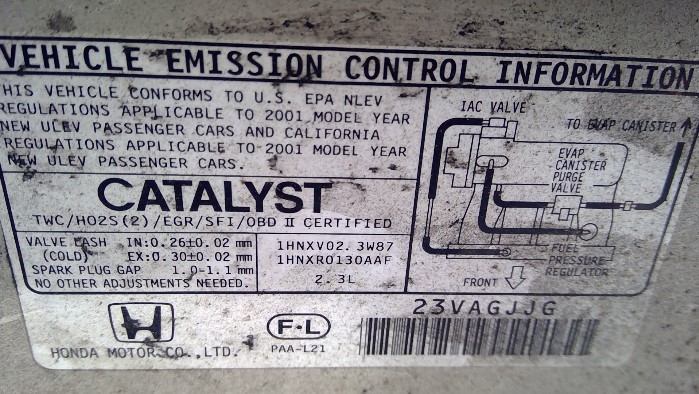 VEHICLE EMISSION CONTROL INFORMATION
THIS VEHICLE CONFORMS TO U.S. EPA NLEV
REGULATIONS APPLICABLE TO 2001 MODEL YEAR
NEW ULEV PASSENGER CARS AND CALIFORNIA
REGULATIONS APPLICABLE TO 2001 MODEL YEAR
NEW ULEV PASSENGER CARS.
CATALYST
TWC/HO2S(2)/EGR/SFI/OBD II CERTIFIED
VALVE LASH IN:0.26±0.02 mm
(COLD) EX:0.30±0.02 mm
SPARK PLUG GAP 1.0-1.1 mm
NO OTHER ADJUSTMENTS NEEDED.
1HNXV02.3W87
1HNXR0130AAF
2.3L
IAC VALVE
TO EVAP CANISTER
EVAP
CANISTER
PURGE
VALVE
FUEL
PRESSURE
REGULATOR
FRONT
HONDA MOTOR CO., LTD.
F-L
PAA-L21
23VAGJJG